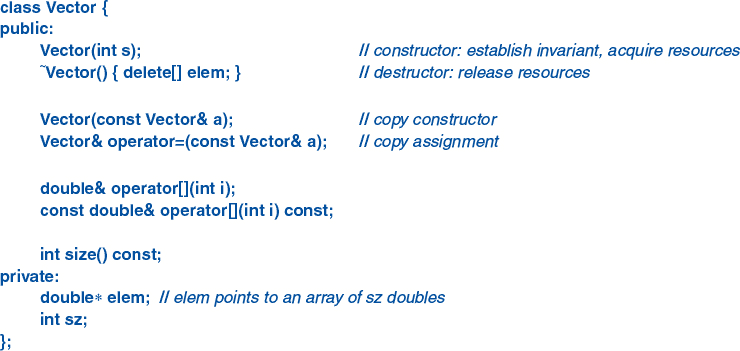 class Vector {
public:
Vector(int s); // constructor: establish invariant, acquire resources
~Vector() { delete[] elem; } // destructor: release resources
Vector(const Vector& a); // copy constructor
Vector& operator=(const Vector& a); // copy assignment
double& operator[](int i);
const double& operator[](int i) const;
int size() const;
private:
double* elem; // elem points to an array of sz doubles
int sz;
};